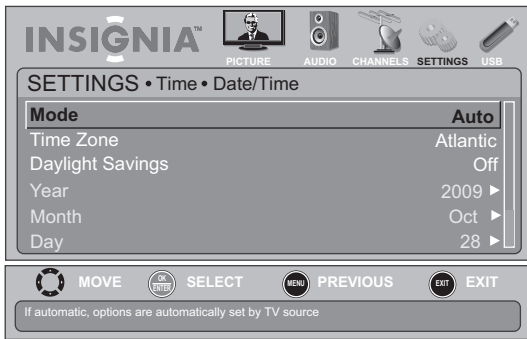 INSIGNIA™
PICTURE AUDIO CHANNELS SETTINGS USB
SETTINGS • Time • Date/Time
Mode Auto
Time Zone Atlantic
Daylight Savings Off
Year 2009 ►
Month Oct ►
Day 28 ►
MOVE OK ENTER SELECT MENU PREVIOUS EXIT EXIT
If automatic, options are automatically set by TV source